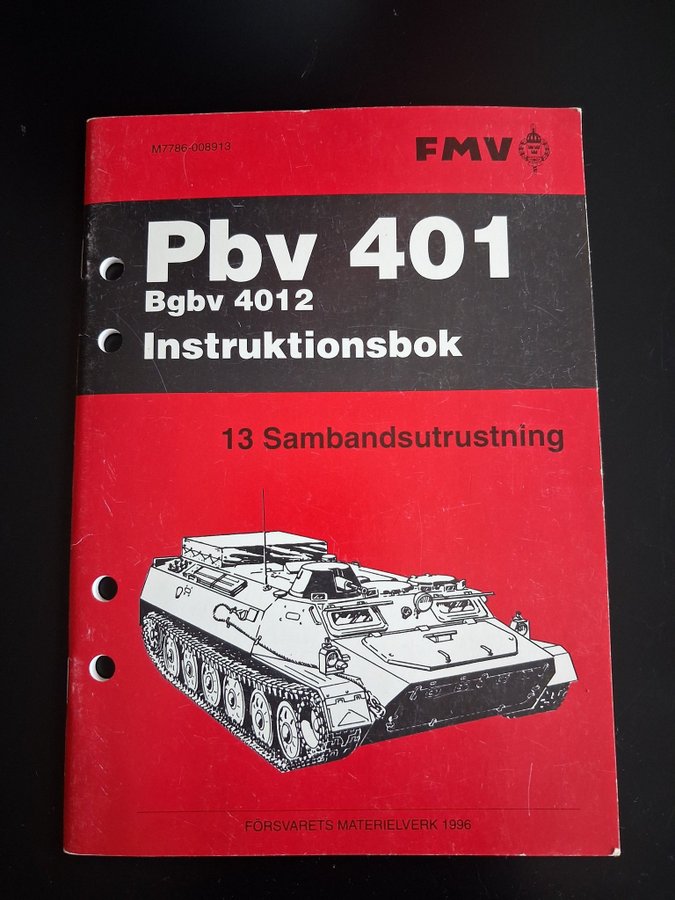 M7786-008913
FMV
Pbv 401
Bgbv 4012
Instruktionsbok
13 Sambandsutrustning
FÖRSVARETS MATERIELVERK 1996